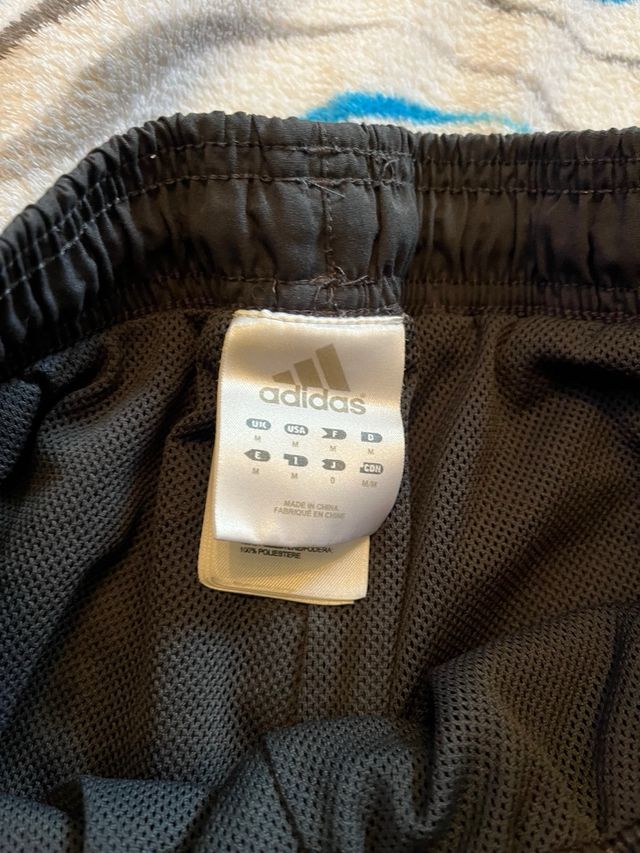 adidas
UK USA F D
M M M M
E I J CDN
M M O M/M
MADE IN CHINA
FABRIQUÉ EN CHINE
100% POLIESTERE